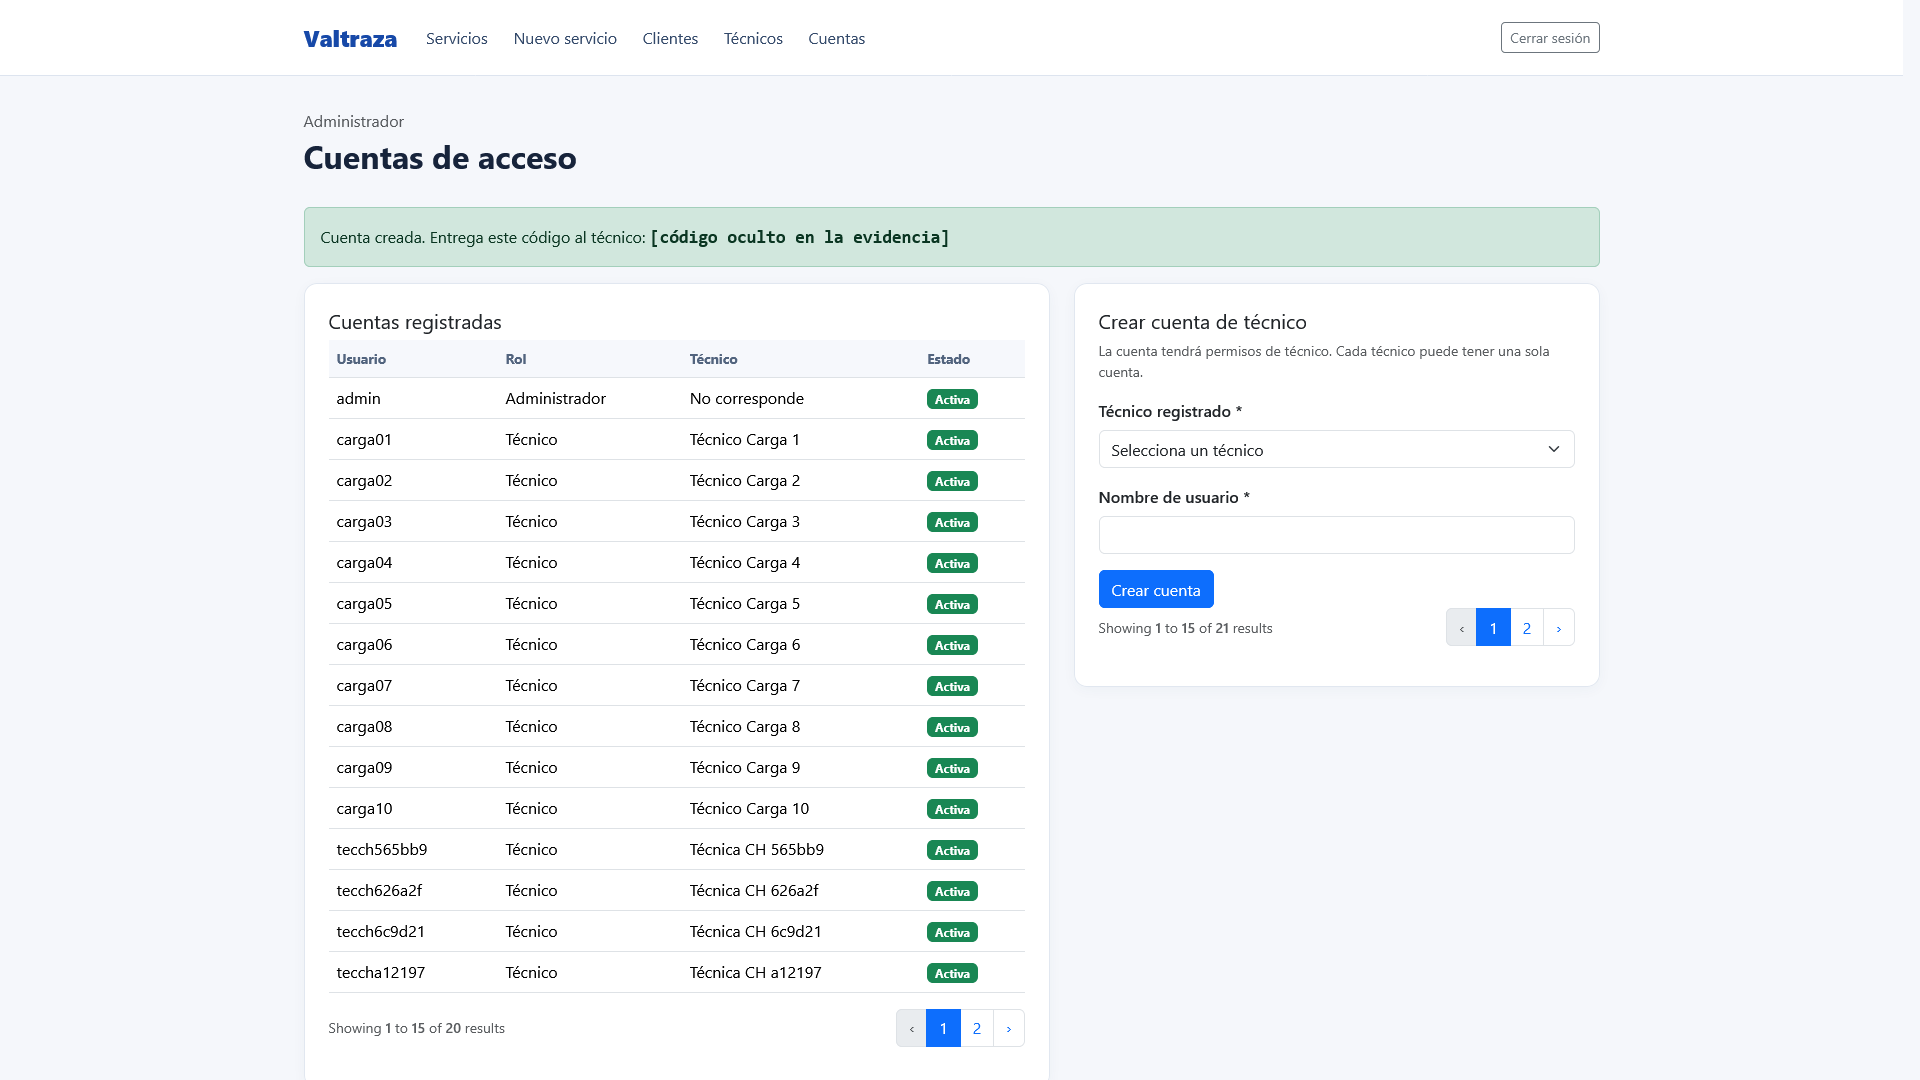 Valtraza Servicios Nuevo servicio Clientes Técnicos Cuentas Cerrar sesión
Administrador
Cuentas de acceso
Cuenta creada. Entrega este código al técnico: [código oculto en la evidencia]
Cuentas registradas
Usuario Rol Técnico Estado
admin Administrador No corresponde Activa
carga01 Técnico Técnico Carga 1 Activa
carga02 Técnico Técnico Carga 2 Activa
carga03 Técnico Técnico Carga 3 Activa
carga04 Técnico Técnico Carga 4 Activa
carga05 Técnico Técnico Carga 5 Activa
carga06 Técnico Técnico Carga 6 Activa
carga07 Técnico Técnico Carga 7 Activa
carga08 Técnico Técnico Carga 8 Activa
carga09 Técnico Técnico Carga 9 Activa
carga10 Técnico Técnico Carga 10 Activa
tecch565bb9 Técnico Técnica CH 565bb9 Activa
tecch626a2f Técnico Técnica CH 626a2f Activa
tecch6c9d21 Técnico Técnica CH 6c9d21 Activa
teccha12197 Técnico Técnica CH a12197 Activa
Showing 1 to 15 of 20 results ‹ 1 2 ›
Crear cuenta de técnico
La cuenta tendrá permisos de técnico. Cada técnico puede tener una sola
cuenta.
Técnico registrado *
Selecciona un técnico
Nombre de usuario *
Crear cuenta
Showing 1 to 15 of 21 results ‹ 1 2 ›